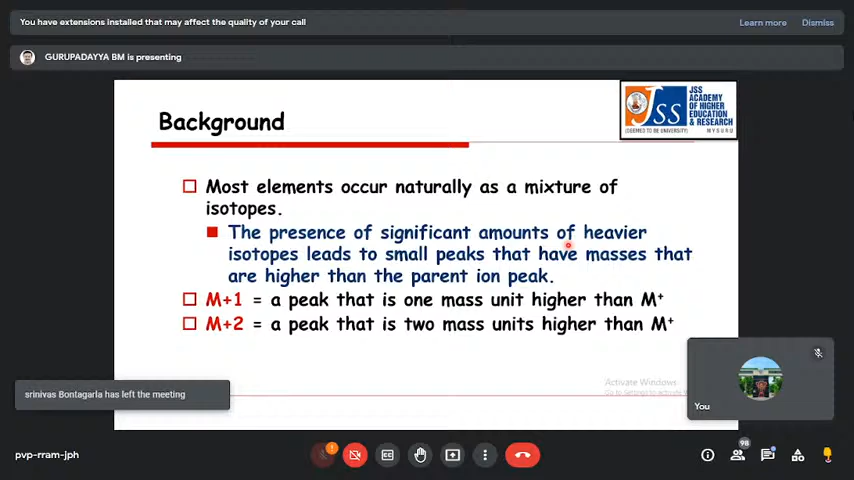 You have extensions installed that may affect the quality of your call
Learn more
Dismiss
GURUPADAYYA BM is presenting
Background
JSS
JSS
ACADEMY
OF HIGHER
EDUCATION
& RESEARCH
(DEEMED TO BE UNIVERSITY)
MYSURU
Most elements occur naturally as a mixture of
isotopes.
The presence of significant amounts of heavier
isotopes leads to small peaks that have masses that
are higher than the parent ion peak.
M+1 = a peak that is one mass unit higher than M⁺
M+2 = a peak that is two mass units higher than M⁺
Activate Windows
srinivas Bontagarla has left the meeting
You
pvp-rram-jph
1
CC
98